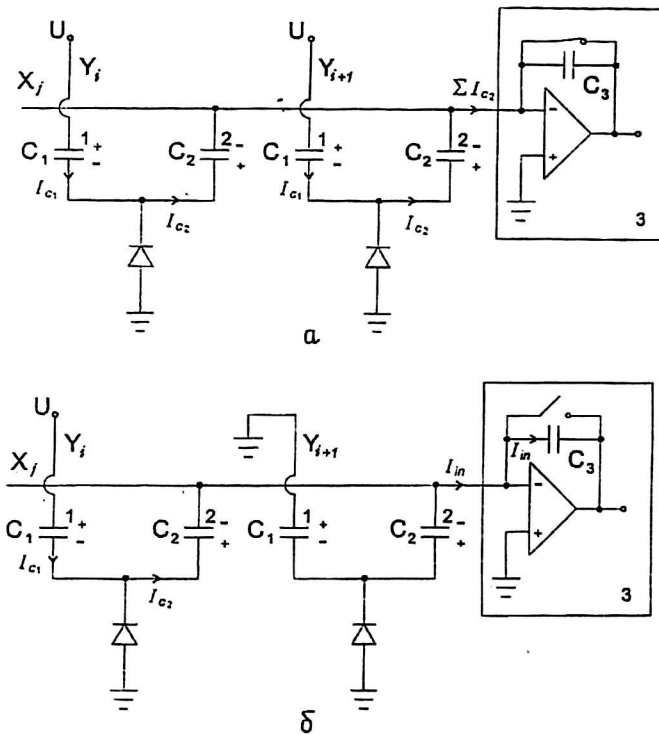 U U
Y_i Y_{i+1}
X_j ΣI_{c2} C_3
C_1 1 + - C_2 2 - + C_1 1 + - C_2 2 - + - +
I_{c1} I_{c2} I_{c1} I_{c2}
3
а
U
Y_i Y_{i+1}
X_j I_{in} I_{in} C_3
C_1 1 + - C_2 2 - + C_1 1 + - C_2 2 - + - +
I_{c1} I_{c2}
3
б